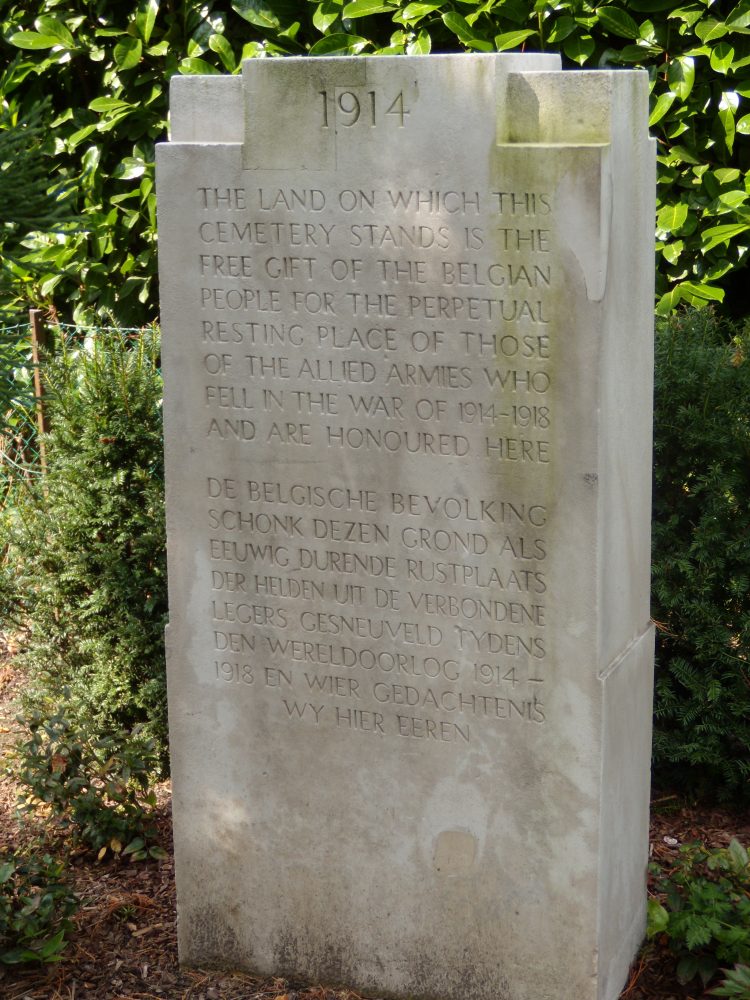 1914
THE LAND ON WHICH THIS
CEMETERY STANDS IS THE
FREE GIFT OF THE BELGIAN
PEOPLE FOR THE PERPETUAL
RESTING PLACE OF THOSE
OF THE ALLIED ARMIES WHO
FELL IN THE WAR OF 1914-1918
AND ARE HONOURED HERE
DE BELGISCHE BEVOLKING
SCHONK DEZEN GROND ALS
EEUWIG DURENDE RUSTPLAATS
DER HELDEN UIT DE VERBONDENE
LEGERS GESNEUVELD TYDENS
DEN WERELDOORLOG 1914 –
1918 EN WIER GEDACHTENIS
WY HIER EEREN